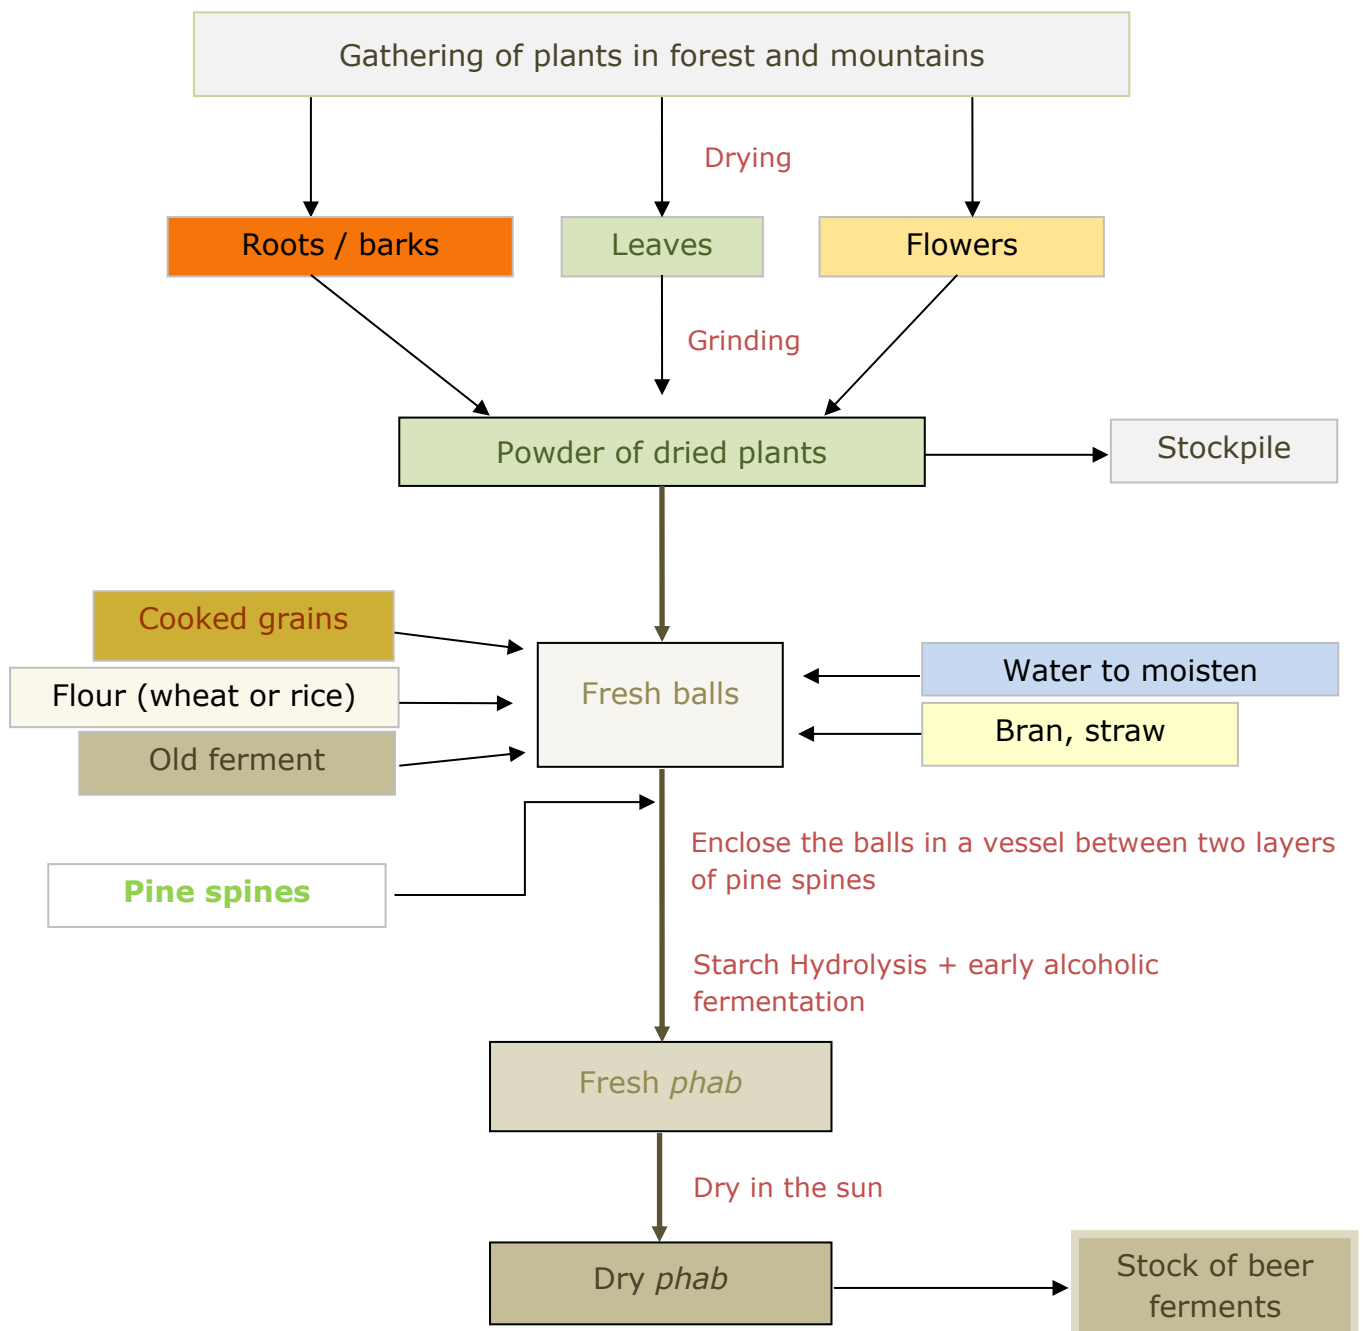 Gathering of plants in forest and mountains
Drying
Roots / barks
Leaves
Flowers
Grinding
Powder of dried plants
Stockpile
Cooked grains
Flour (wheat or rice)
Old ferment
Fresh balls
Water to moisten
Bran, straw
Pine spines
Enclose the balls in a vessel between two layers
of pine spines
Starch Hydrolysis + early alcoholic
fermentation
Fresh phab
Dry in the sun
Dry phab
Stock of beer
ferments